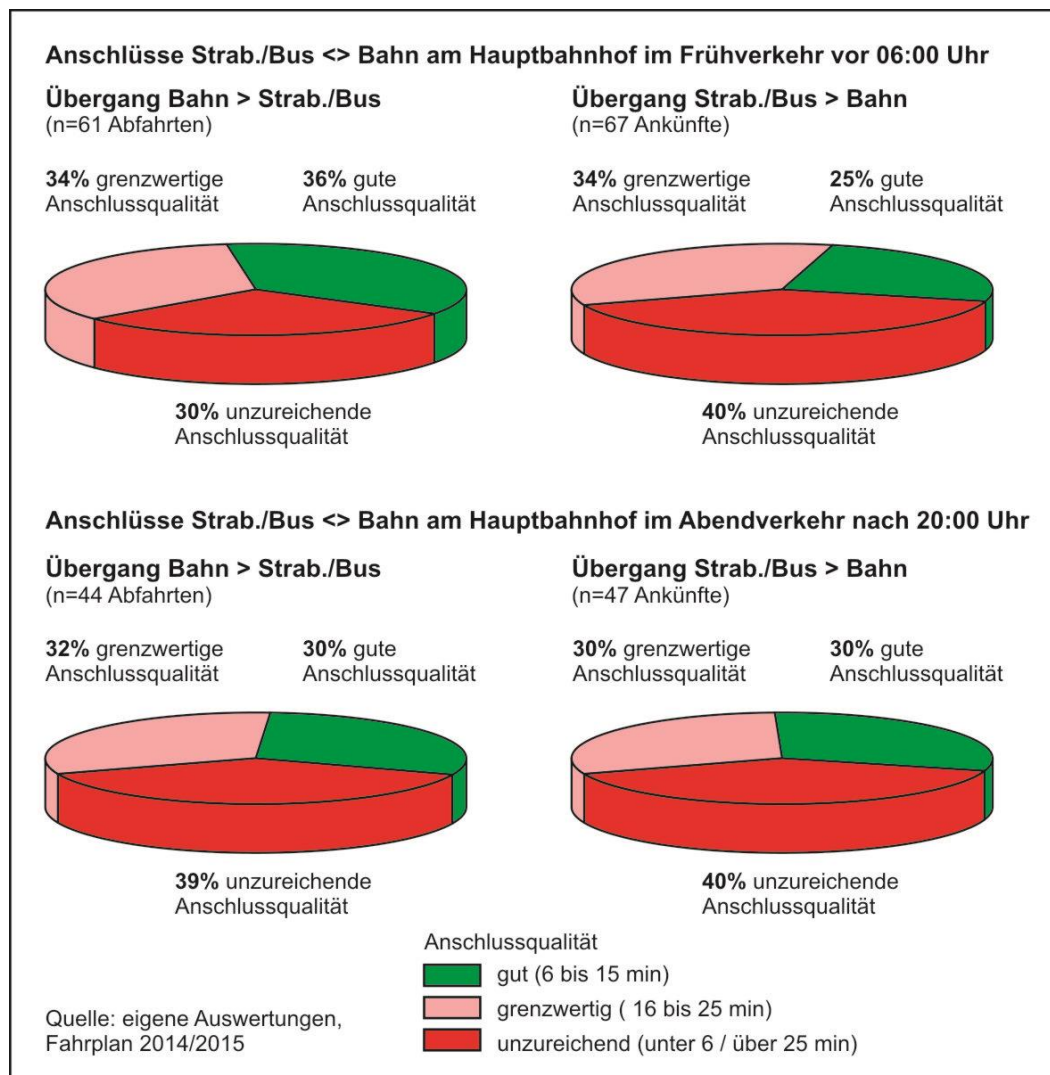 Anschlüsse Strab./Bus <> Bahn am Hauptbahnhof im Frühverkehr vor 06:00 Uhr
Übergang Bahn > Strab./Bus
(n=61 Abfahrten)
34% grenzwertige
Anschlussqualität
36% gute
Anschlussqualität
30% unzureichende
Anschlussqualität
Übergang Strab./Bus > Bahn
(n=67 Ankünfte)
34% grenzwertige
Anschlussqualität
25% gute
Anschlussqualität
40% unzureichende
Anschlussqualität
Anschlüsse Strab./Bus <> Bahn am Hauptbahnhof im Abendverkehr nach 20:00 Uhr
Übergang Bahn > Strab./Bus
(n=44 Abfahrten)
32% grenzwertige
Anschlussqualität
30% gute
Anschlussqualität
39% unzureichende
Anschlussqualität
Übergang Strab./Bus > Bahn
(n=47 Ankünfte)
30% grenzwertige
Anschlussqualität
30% gute
Anschlussqualität
40% unzureichende
Anschlussqualität
Anschlussqualität
gut (6 bis 15 min)
grenzwertig ( 16 bis 25 min)
unzureichend (unter 6 / über 25 min)
Quelle: eigene Auswertungen,
Fahrplan 2014/2015